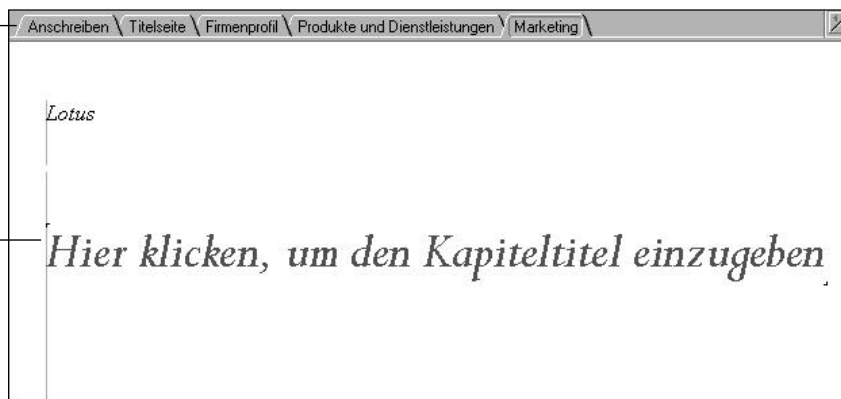 Anschreiben Titelseite Firmenprofil Produkte und Dienstleistungen Marketing
Lotus
Hier klicken, um den Kapiteltitel einzugeben